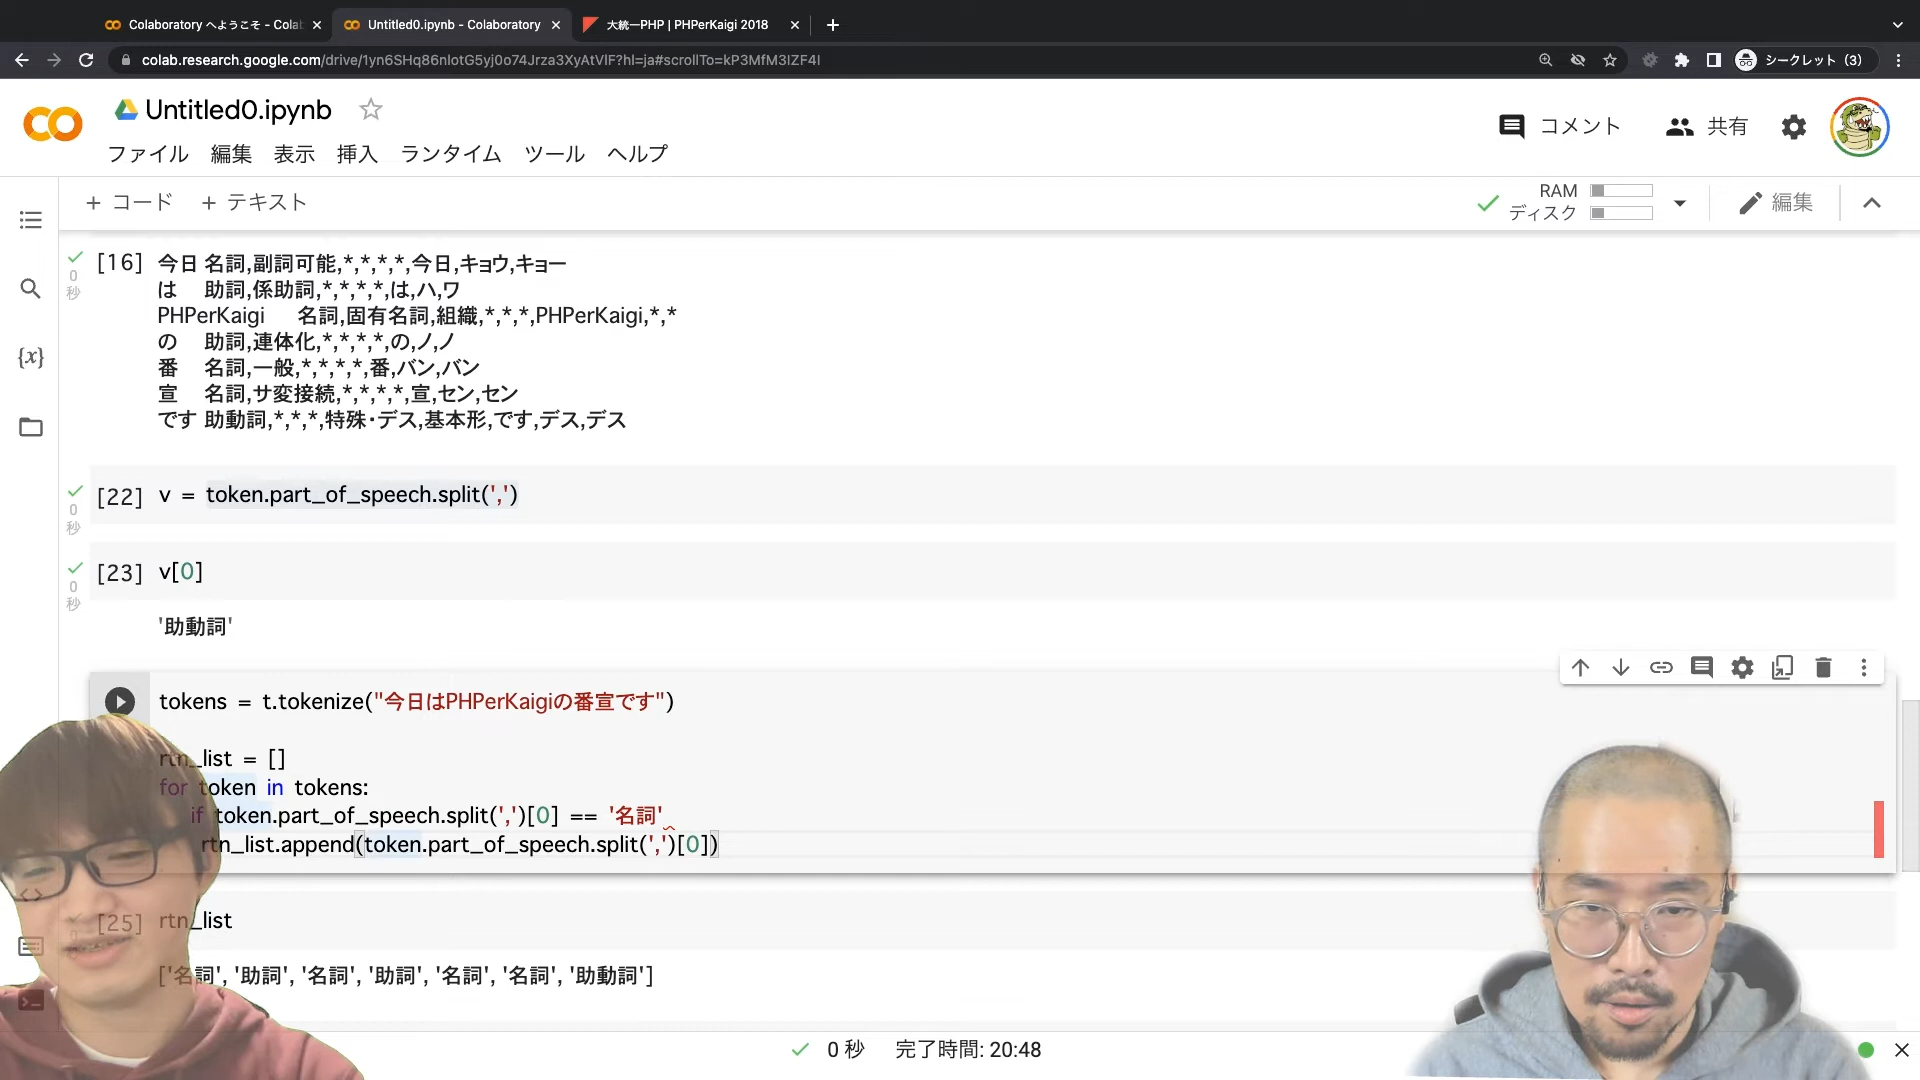 Colaboratory へようこそ - Colab
Untitled0.ipynb - Colaboratory
大統一PHP | PHPerKaigi 2018
colab.research.google.com/drive/1yn6SHq86nlotG5yj0o74Jrza3XyAtVlF?hl=ja#scrollTo=kP3MfM3IZF4I
シークレット (3)
Untitled0.ipynb
コメント
共有
ファイル 編集 表示 挿入 ランタイム ツール ヘルプ
+ コード + テキスト
RAM
ディスク
編集
[16] 今日 名詞,副詞可能,*,*,*,*,今日,キョウ,キョー
0
秒
は 助詞,係助詞,*,*,*,*,は,ハ,ワ
PHPerKaigi 名詞,固有名詞,組織,*,*,*,PHPerKaigi,*,*
{x}
の 助詞,連体化,*,*,*,*,の,ノ,ノ
番 名詞,一般,*,*,*,*,番,バン,バン
宣 名詞,サ変接続,*,*,*,*,宣,セン,セン
です 助動詞,*,*,*,特殊・デス,基本形,です,デス,デス
[22] v = token.part_of_speech.split(',')
0
秒
[23] v[0]
0
秒
'助動詞'
tokens = t.tokenize("今日はPHPerKaigiの番宣です")
rtn_list = []
for token in tokens:
if token.part_of_speech.split(',')[0] == '名詞'
rtn_list.append(token.part_of_speech.split(',')[0])
[25] rtn_list
['名詞', '助詞', '名詞', '助詞', '名詞', '名詞', '助動詞']
0 秒 完了時間: 20:48